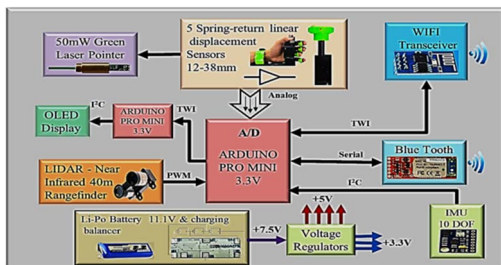 50mW Green
Laser Pointer
5 Spring-return linear
displacement
Sensors
12-38mm
WIFI
Transceiver
Analog
I²C
TWI
OLED
Display
ARDUINO
PRO MINI
3.3V
A/D
ARDUINO
PRO MINI
3.3V
TWI
Serial
Blue Tooth
LIDAR - Near
Infrared 40m
Rangefinder
PWM
I²C
+5V
Li-Po Battery 11.1V & charging
balancer
+7.5V
Voltage
Regulators
+3.3V
IMU
10 DOF